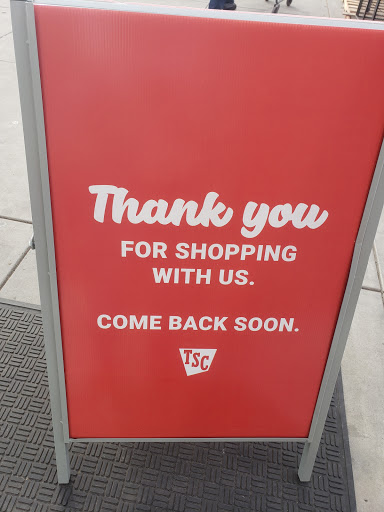 Thank you
FOR SHOPPING
WITH US.
COME BACK SOON.
TSC